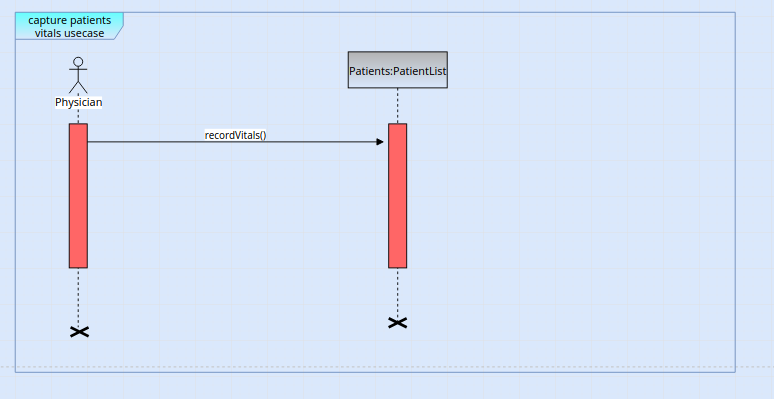 capture patients
vitals usecase
Physician
Patients:PatientList
recordVitals()